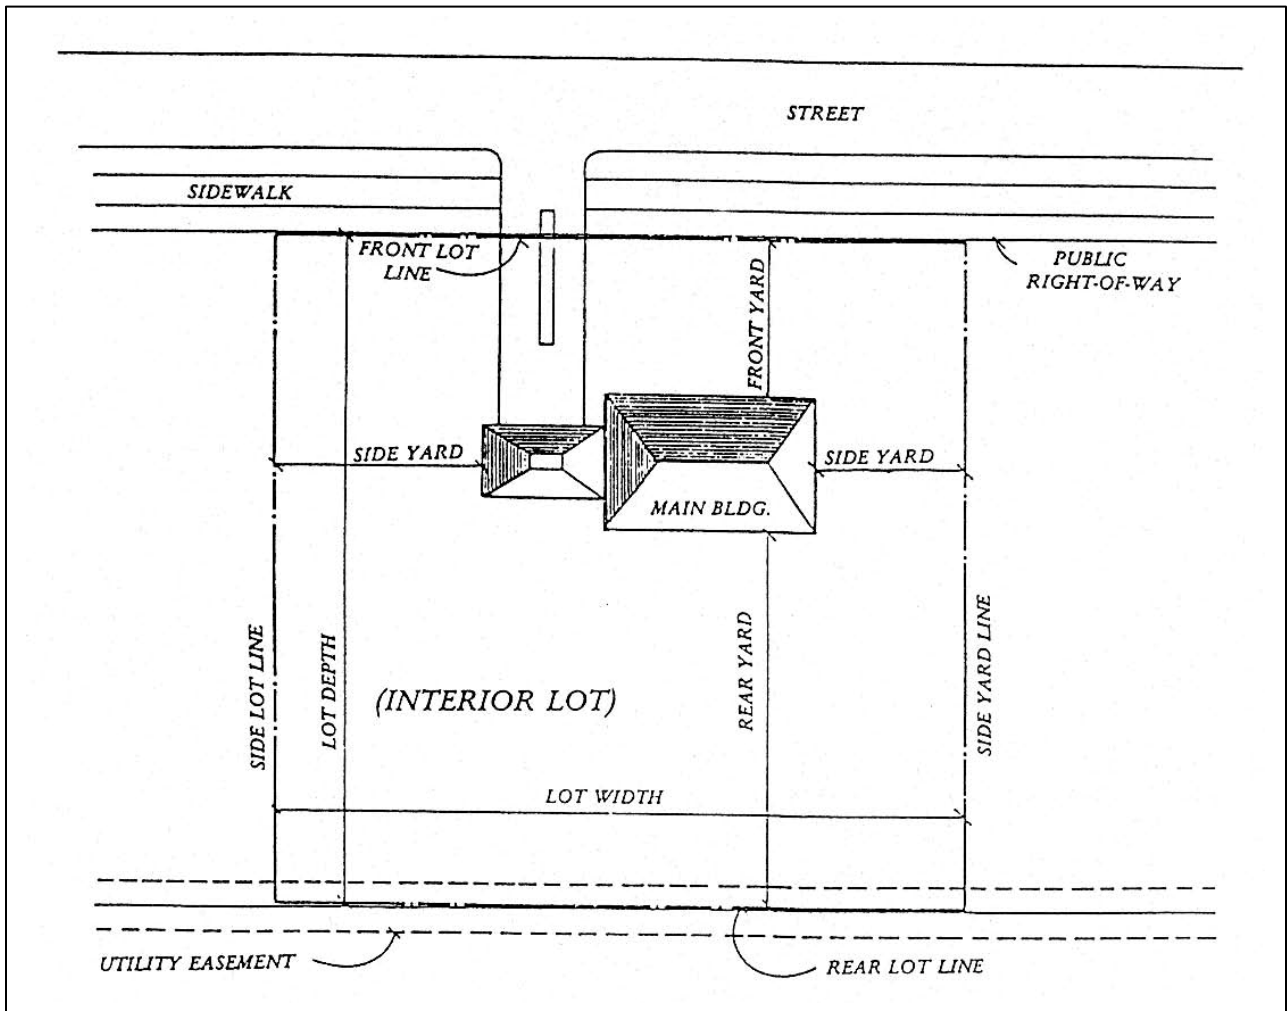 STREET
SIDEWALK
FRONT LOT
LINE
PUBLIC
RIGHT-OF-WAY
FRONT YARD
SIDE YARD
SIDE YARD
MAIN BLDG.
SIDE LOT LINE
LOT DEPTH
(INTERIOR LOT)
REAR YARD
SIDE YARD LINE
LOT WIDTH
UTILITY EASEMENT
REAR LOT LINE